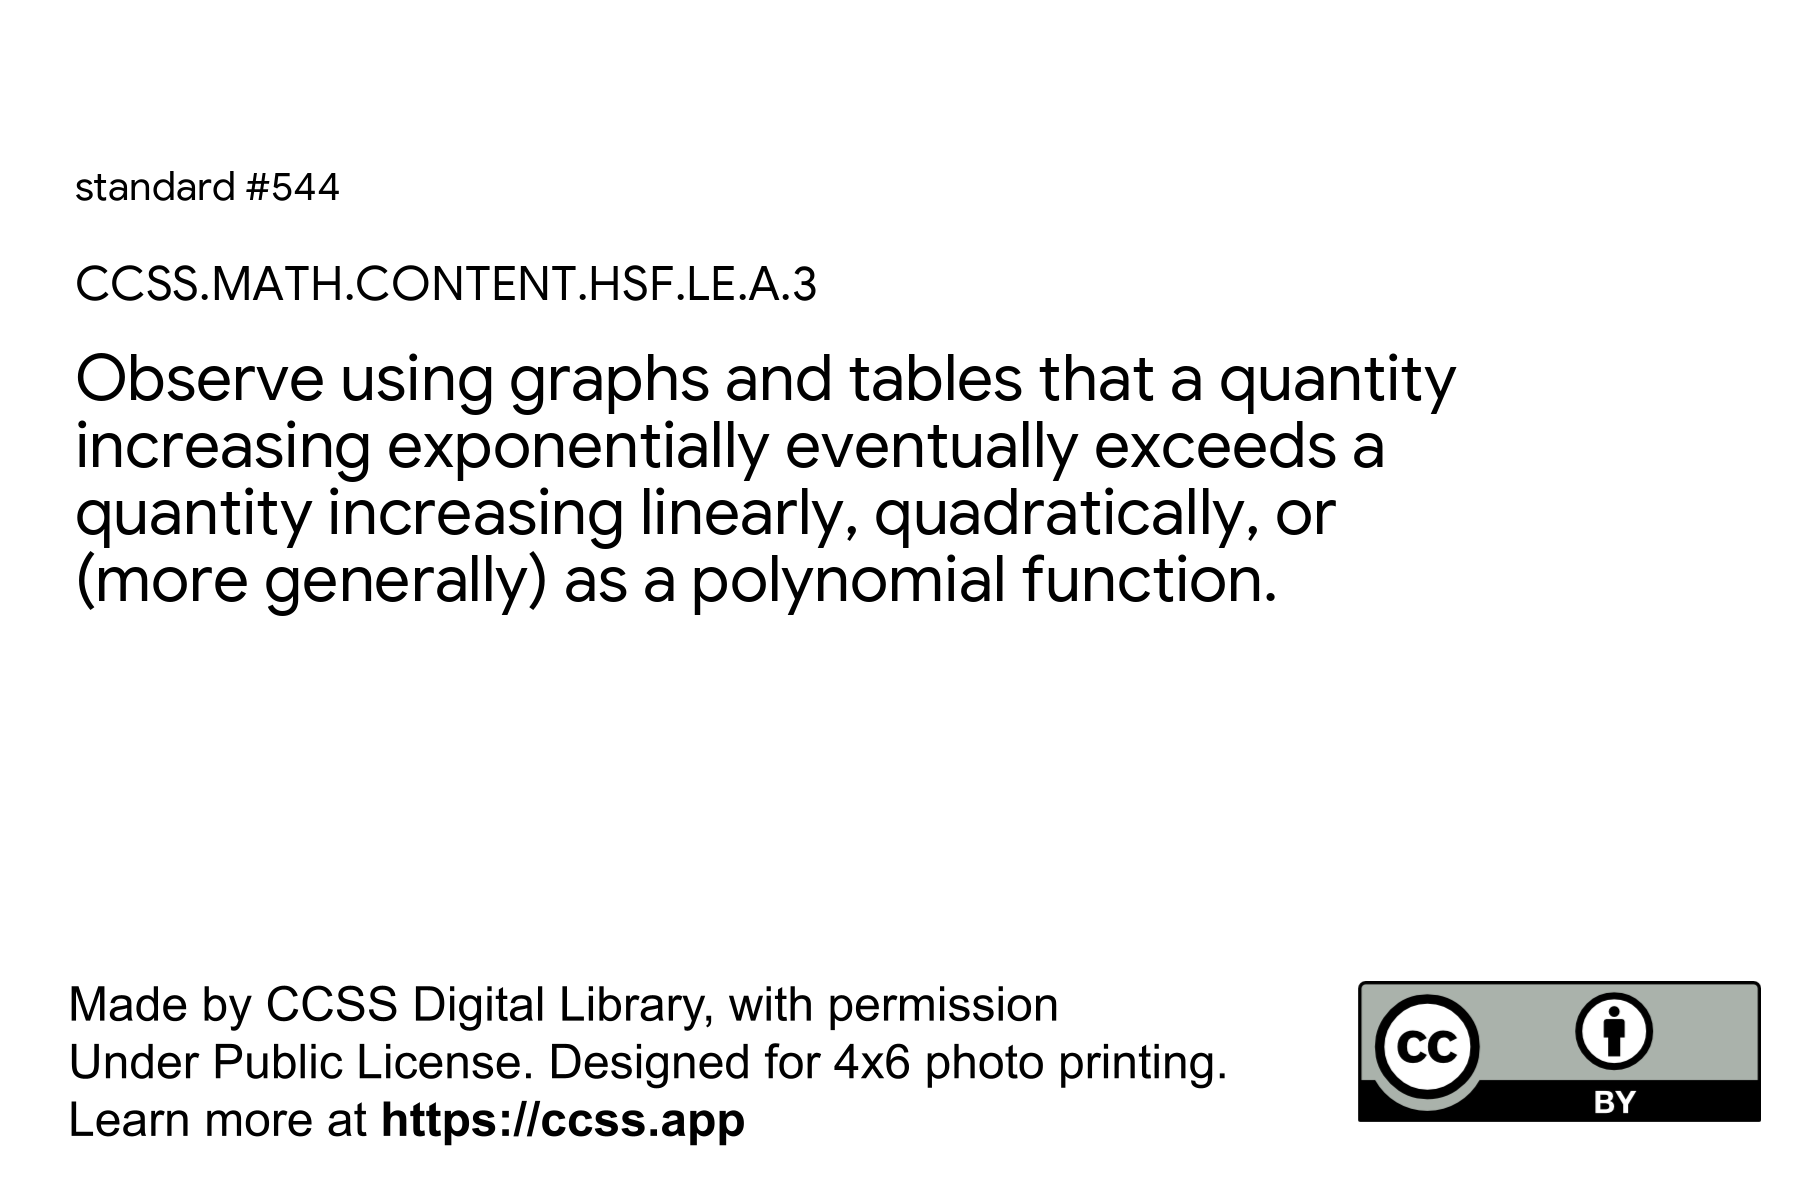 standard #544
CCSS.MATH.CONTENT.HSF.LE.A.3
Observe using graphs and tables that a quantity
increasing exponentially eventually exceeds a
quantity increasing linearly, quadratically, or
(more generally) as a polynomial function.
Made by CCSS Digital Library, with permission
Under Public License. Designed for 4x6 photo printing.
Learn more at https://ccss.app
CC
BY